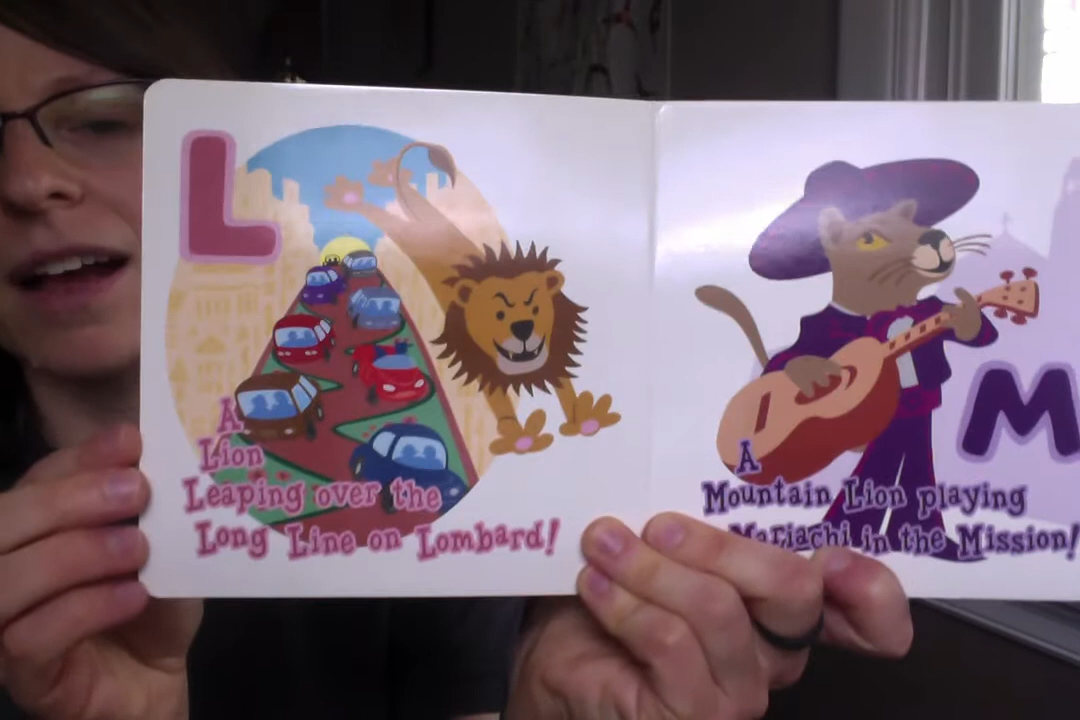 L
A
Lion
Leaping over the
Long Line on Lombard!
A
Mountain Lion playing
Mariachi in the Mission!
M